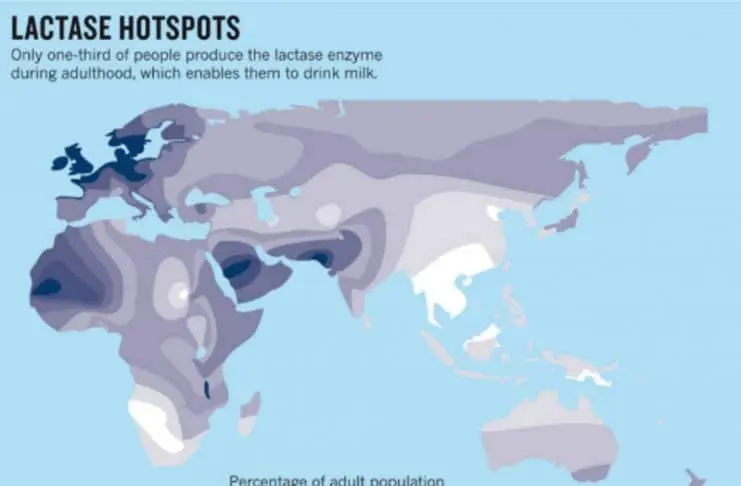 LACTASE HOTSPOTS
Only one-third of people produce the lactase enzyme
during adulthood, which enables them to drink milk.
Percentage of adult population